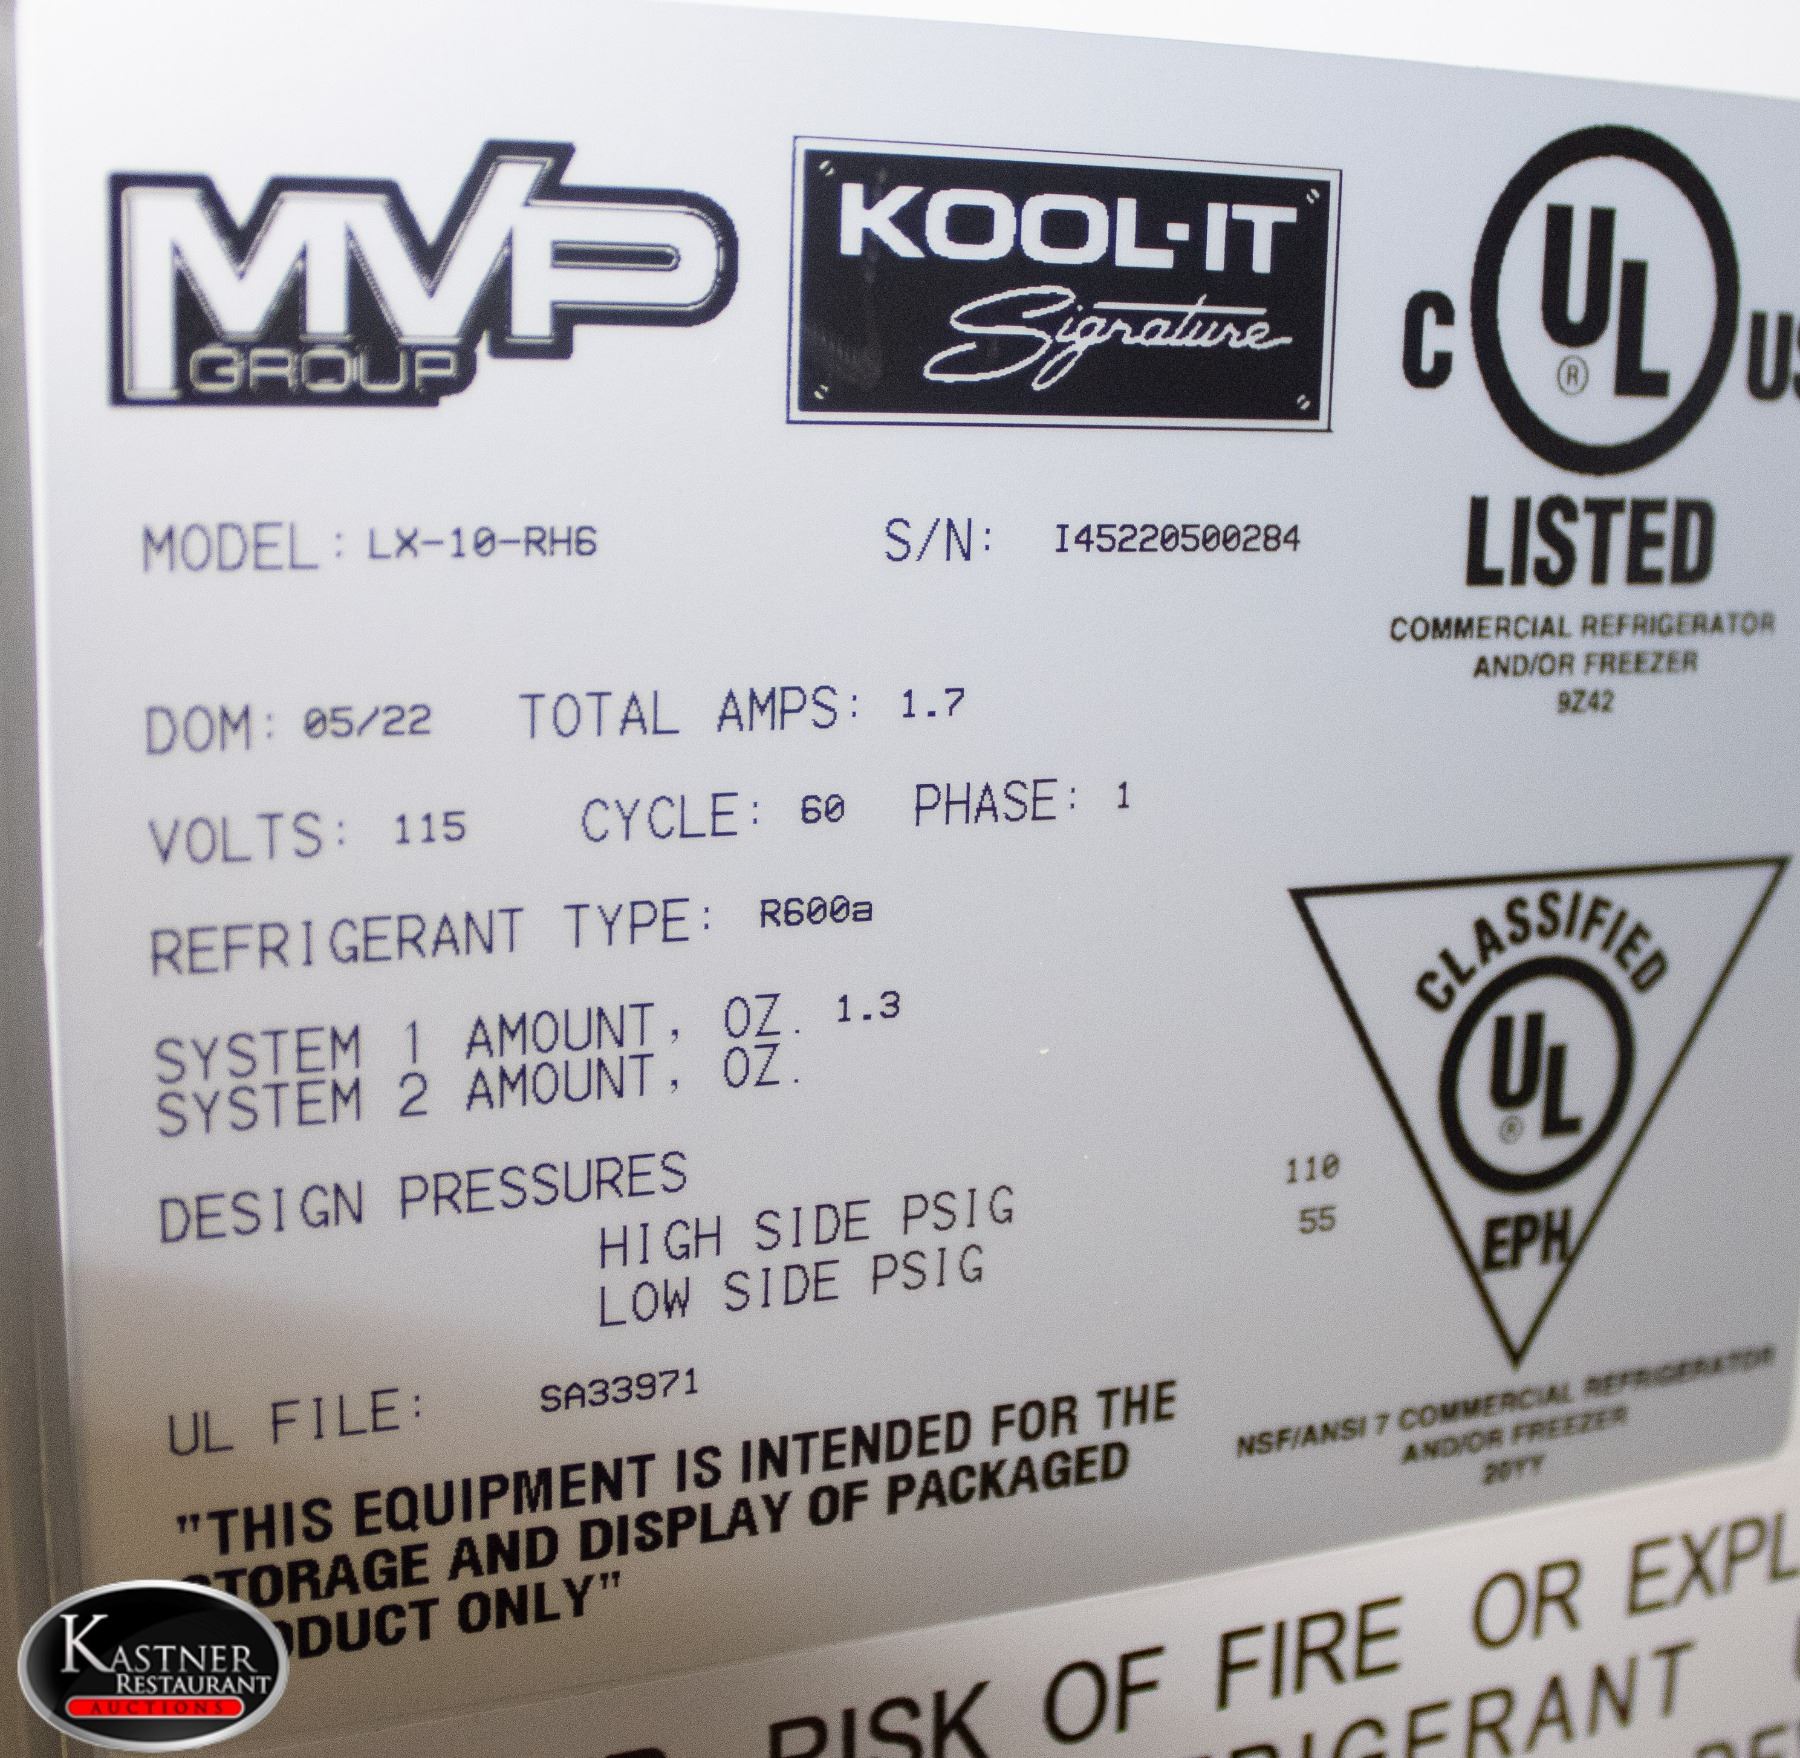 MVP
GROUP
KOOL-IT
Signature
C UL ® US
LISTED
COMMERCIAL REFRIGERATOR
AND/OR FREEZER
9Z42
MODEL: LX-10-RH6 S/N: I45220500284
DOM: 05/22 TOTAL AMPS: 1.7
VOLTS: 115 CYCLE: 60 PHASE: 1
REFRIGERANT TYPE: R600a
SYSTEM 1 AMOUNT, OZ. 1.3
SYSTEM 2 AMOUNT, OZ.
DESIGN PRESSURES
HIGH SIDE PSIG 110
LOW SIDE PSIG 55
UL FILE: SA33971
CLASSIFIED
UL ®
EPH
NSF/ANSI 7 COMMERCIAL REFRIGERATOR
AND/OR FREEZER
20YY
"THIS EQUIPMENT IS INTENDED FOR THE
STORAGE AND DISPLAY OF PACKAGED
ODUCT ONLY"
RISK OF FIRE OR EXPL
RIGERANT
KASTNER
RESTAURANT
AUCTIONS